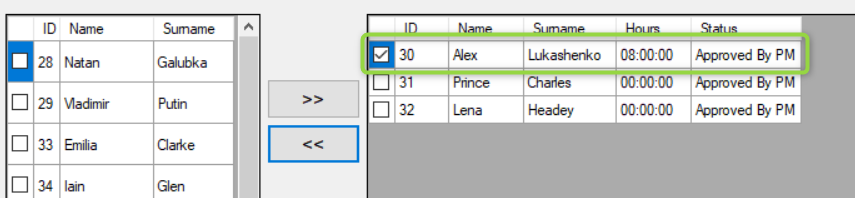 ID Name Surname
28 Natan Galubka
29 Vladimir Putin
33 Emilia Clarke
34 Iain Glen
>>
<<
ID Name Surname Hours Status
30 Alex Lukashenko 08:00:00 Approved By PM
31 Prince Charles 00:00:00 Approved By PM
32 Lena Headey 00:00:00 Approved By PM